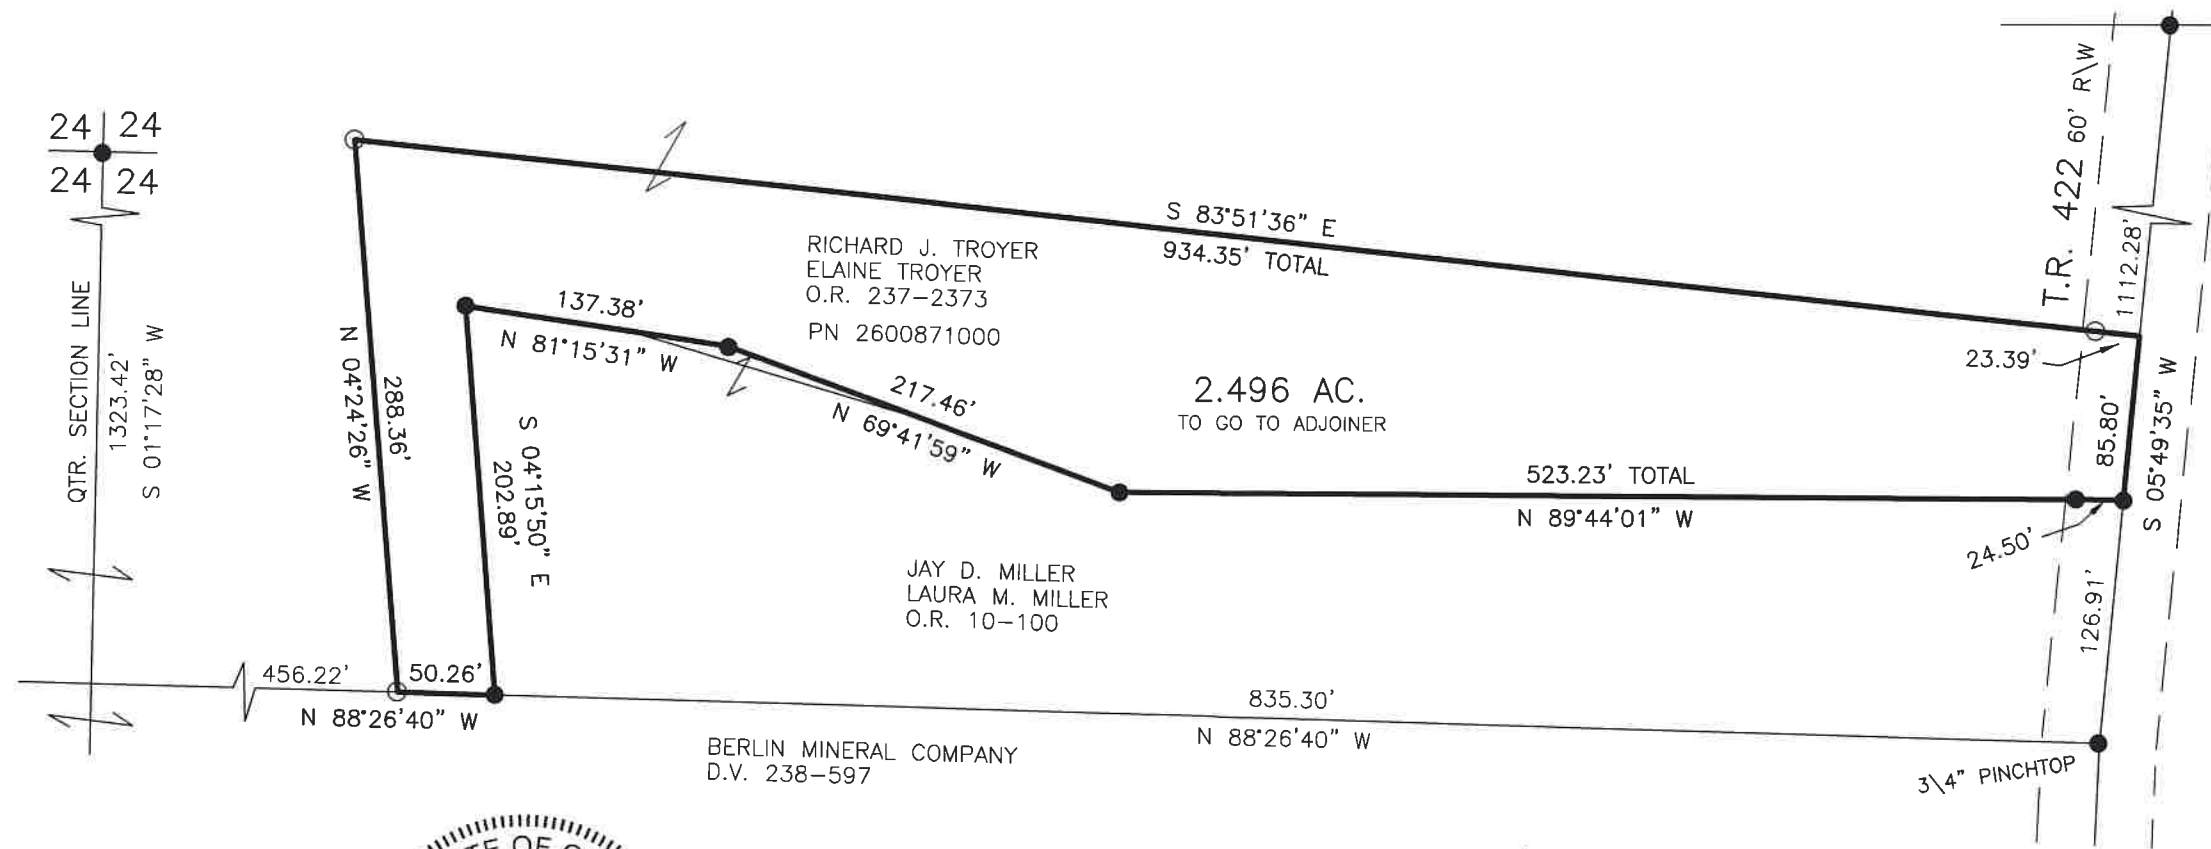 24 24
24 24
QTR. SECTION LINE
1323.42'
S 01°17'28" W
N 04°24'26" W
288.36'
S 83°51'36" E
934.35' TOTAL
RICHARD J. TROYER
ELAINE TROYER
O.R. 237-2373
PN 2600871000
137.38'
N 81°15'31" W
217.46'
N 69°41'59" W
S 04°15'50" E
202.89'
2.496 AC.
TO GO TO ADJOINER
523.23' TOTAL
N 89°44'01" W
T.R. 422 60' R\W
1112.28'
23.39'
85.80'
S 05°49'35" W
24.50'
126.91'
JAY D. MILLER
LAURA M. MILLER
O.R. 10-100
456.22'
50.26'
N 88°26'40" W
835.30'
N 88°26'40" W
BERLIN MINERAL COMPANY
D.V. 238-597
3\4" PINCHTOP
OF